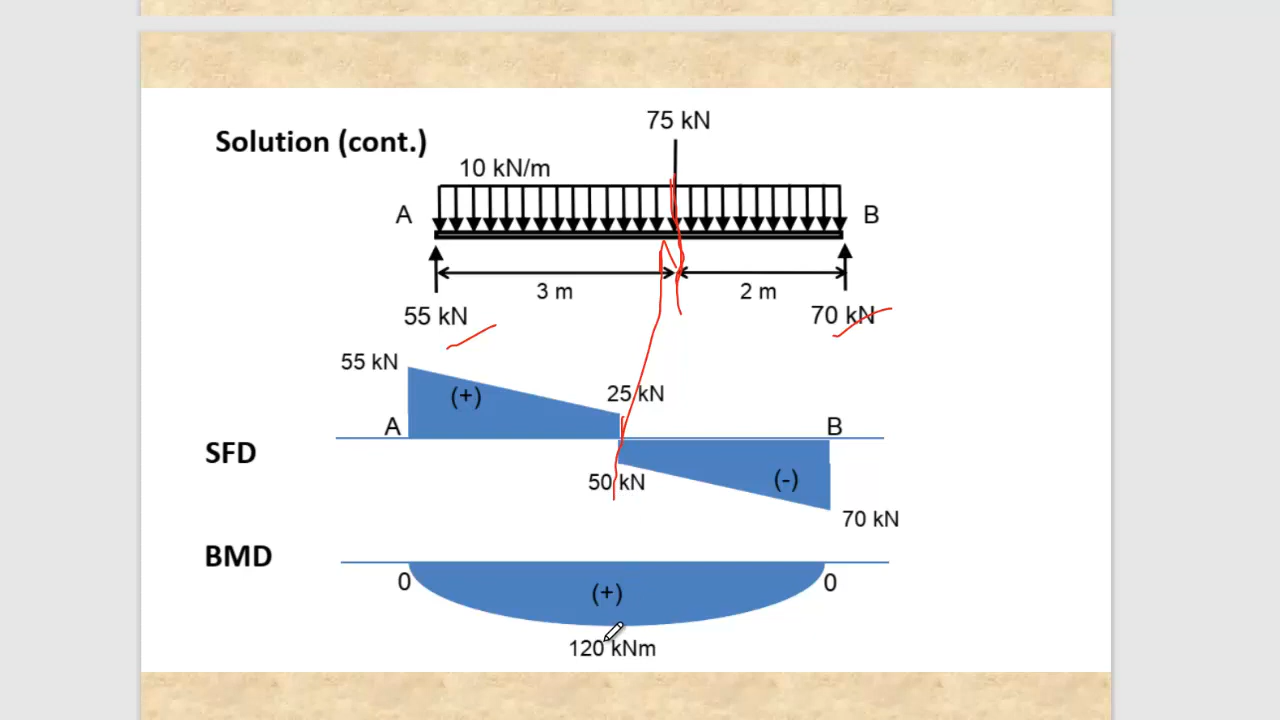 75 kN
Solution (cont.)
10 kN/m
A
B
3 m
2 m
55 kN
70 kN
55 kN
(+)
25 kN
A
B
SFD
50 kN
(-)
70 kN
BMD
0
(+)
0
120 kNm